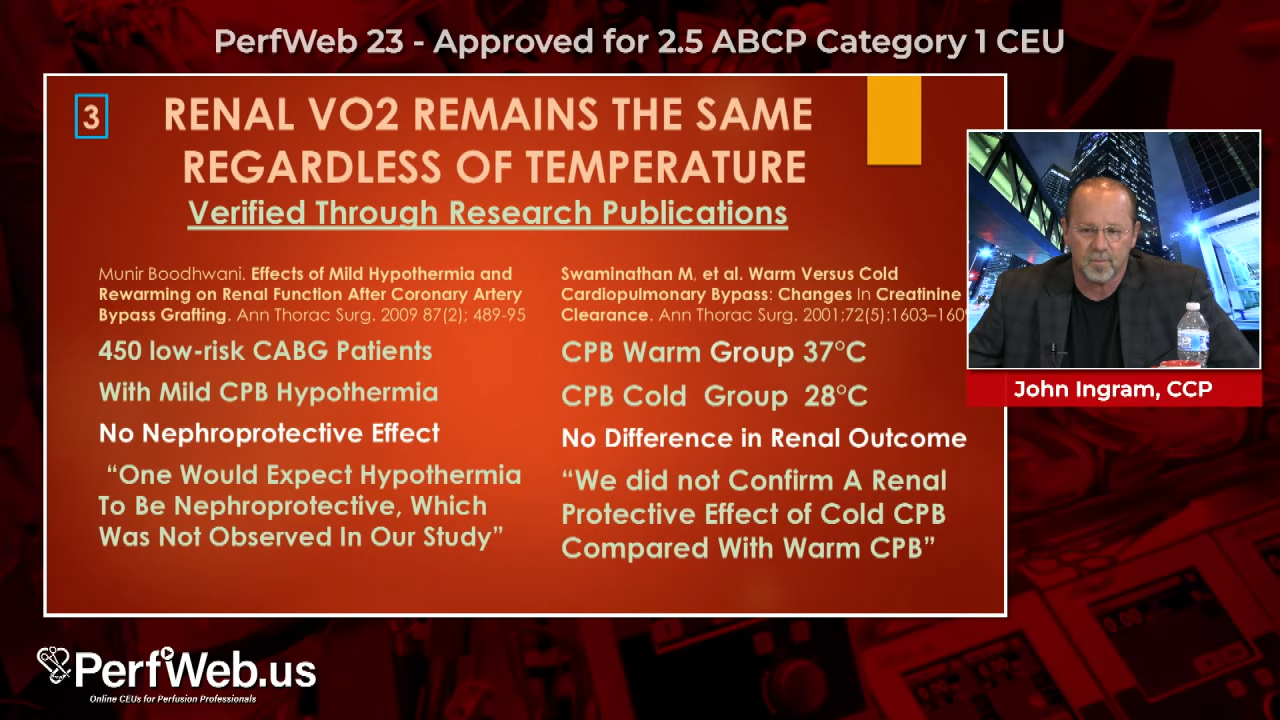 PerfWeb 23 - Approved for 2.5 ABCP Category 1 CEU
3
RENAL VO2 REMAINS THE SAME
REGARDLESS OF TEMPERATURE
Verified Through Research Publications
Munir Boodhwani. Effects of Mild Hypothermia and
Rewarming on Renal Function After Coronary Artery
Bypass Grafting. Ann Thorac Surg. 2009 87(2); 489-95
450 low-risk CABG Patients
With Mild CPB Hypothermia
No Nephroprotective Effect
“One Would Expect Hypothermia
To Be Nephroprotective, Which
Was Not Observed In Our Study”
Swaminathan M, et al. Warm Versus Cold
Cardiopulmonary Bypass: Changes In Creatinine
Clearance. Ann Thorac Surg. 2001;72(5):1603–160
CPB Warm Group 37°C
CPB Cold Group 28°C
No Difference in Renal Outcome
“We did not Confirm A Renal
Protective Effect of Cold CPB
Compared With Warm CPB”
John Ingram, CCP
PerfWeb.us
Online CEUs for Perfusion Professionals